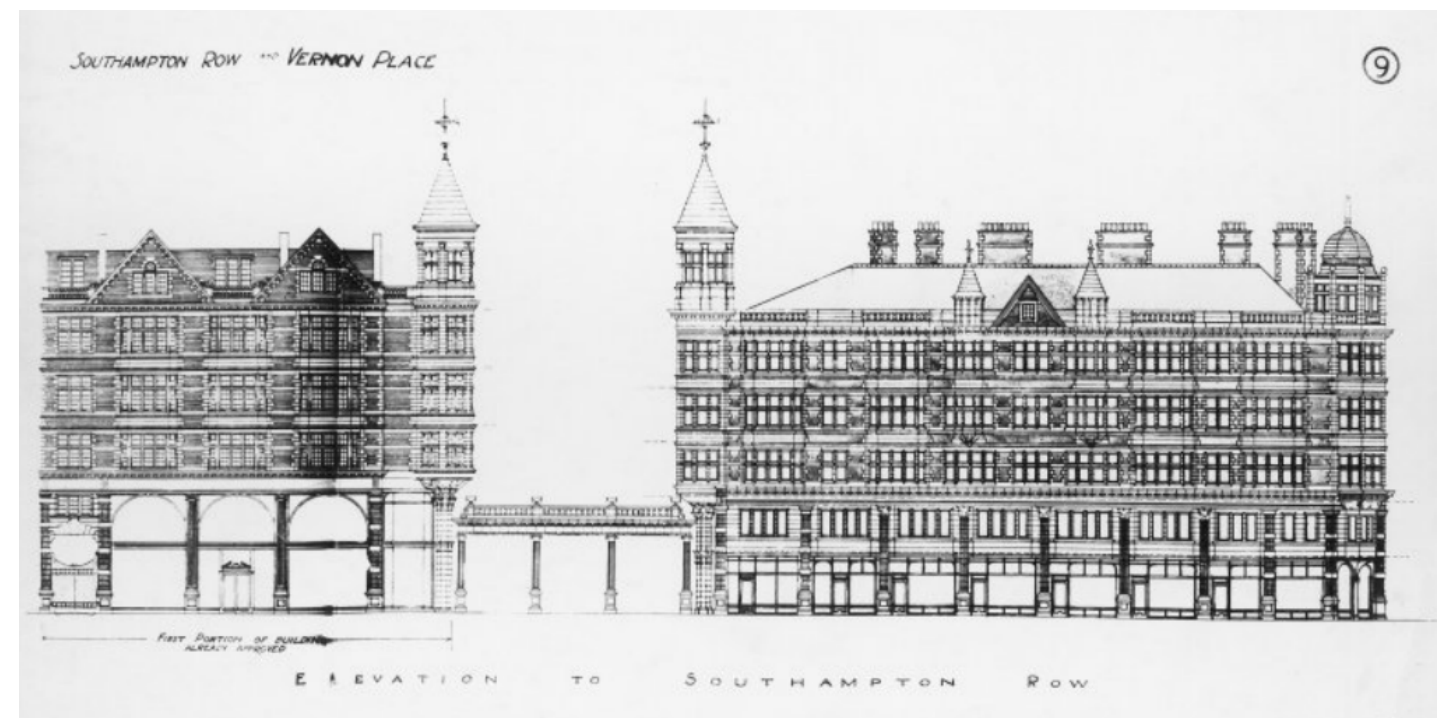 SOUTHAMPTON ROW AND VERNON PLACE
9
FIRST PORTION OF BUILDING
ALREADY APPROVED
ELEVATION TO SOUTHAMPTON ROW